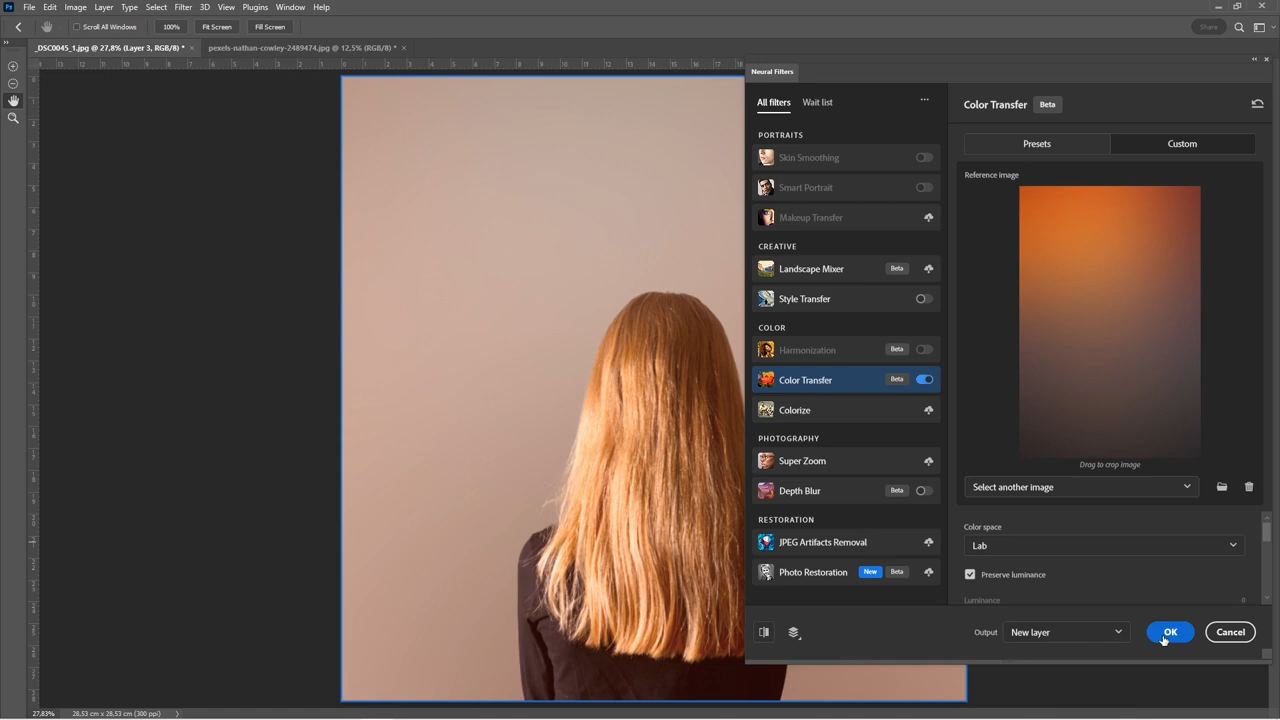 Ps File Edit Image Layer Type Select Filter 3D View Plugins Window Help
Scroll All Windows 100% Fit Screen Fill Screen Share
_DSC0045_1.jpg @ 27,8% (Layer 3, RGB/8) * × pexels-nathan-cowley-2489474.jpg @ 12,5% (RGB/8) * ×
Neural Filters
All filters Wait list
PORTRAITS
Skin Smoothing
Smart Portrait
Makeup Transfer
CREATIVE
Landscape Mixer Beta
Style Transfer
COLOR
Harmonization Beta
Color Transfer Beta
Colorize
PHOTOGRAPHY
Super Zoom
Depth Blur Beta
RESTORATION
JPEG Artifacts Removal
Photo Restoration New Beta
Color Transfer Beta
Presets Custom
Reference image
Drag to crop image
Select another image
Color space
Lab
Preserve luminance
Luminance 0
Output New layer OK Cancel
27,83% 28,53 cm x 28,53 cm (300 ppi)